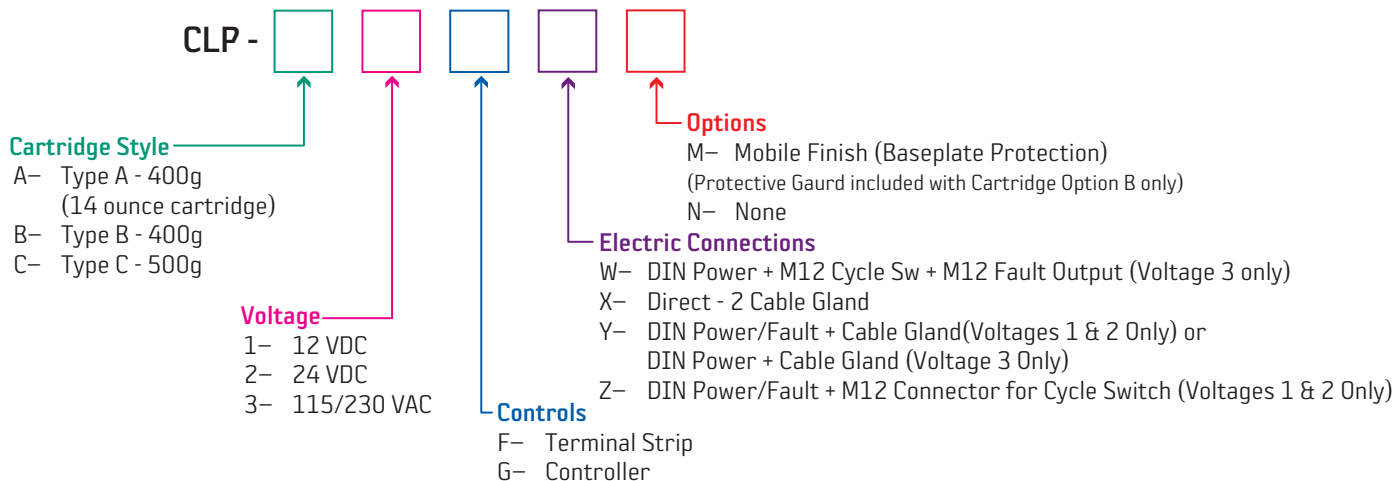 CLP -
Cartridge Style
A– Type A - 400g
(14 ounce cartridge)
B– Type B - 400g
C– Type C - 500g
Voltage
1– 12 VDC
2– 24 VDC
3– 115/230 VAC
Controls
F– Terminal Strip
G– Controller
Electric Connections
W– DIN Power + M12 Cycle Sw + M12 Fault Output (Voltage 3 only)
X– Direct - 2 Cable Gland
Y– DIN Power/Fault + Cable Gland(Voltages 1 & 2 Only) or
DIN Power + Cable Gland (Voltage 3 Only)
Z– DIN Power/Fault + M12 Connector for Cycle Switch (Voltages 1 & 2 Only)
Options
M– Mobile Finish (Baseplate Protection)
(Protective Gaurd included with Cartridge Option B only)
N– None